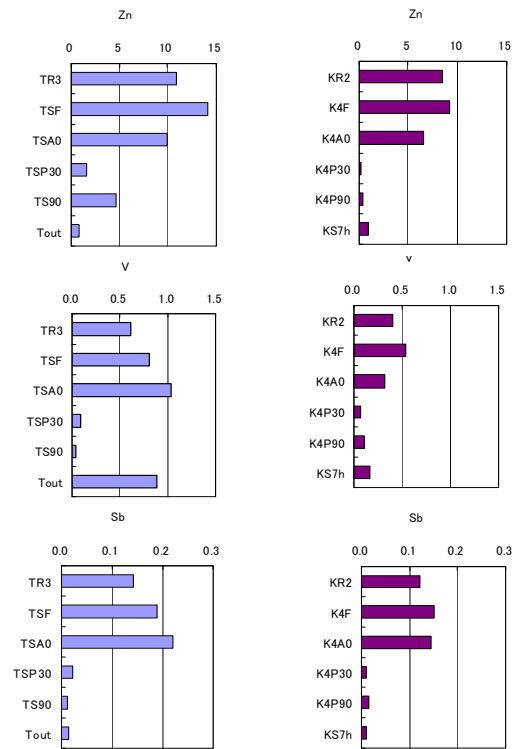 Zn
0 5 10 15
TR3
TSF
TSA0
TSP30
TS90
Tout
Zn
0 5 10 15
KR2
K4F
K4A0
K4P30
K4P90
KS7h
V
0.0 0.5 1.0 1.5
TR3
TSF
TSA0
TSP30
TS90
Tout
v
0.0 0.5 1.0 1.5
KR2
K4F
K4A0
K4P30
K4P90
KS7h
Sb
0.0 0.1 0.2 0.3
TR3
TSF
TSA0
TSP30
TS90
Tout
Sb
0.0 0.1 0.2 0.3
KR2
K4F
K4A0
K4P30
K4P90
KS7h